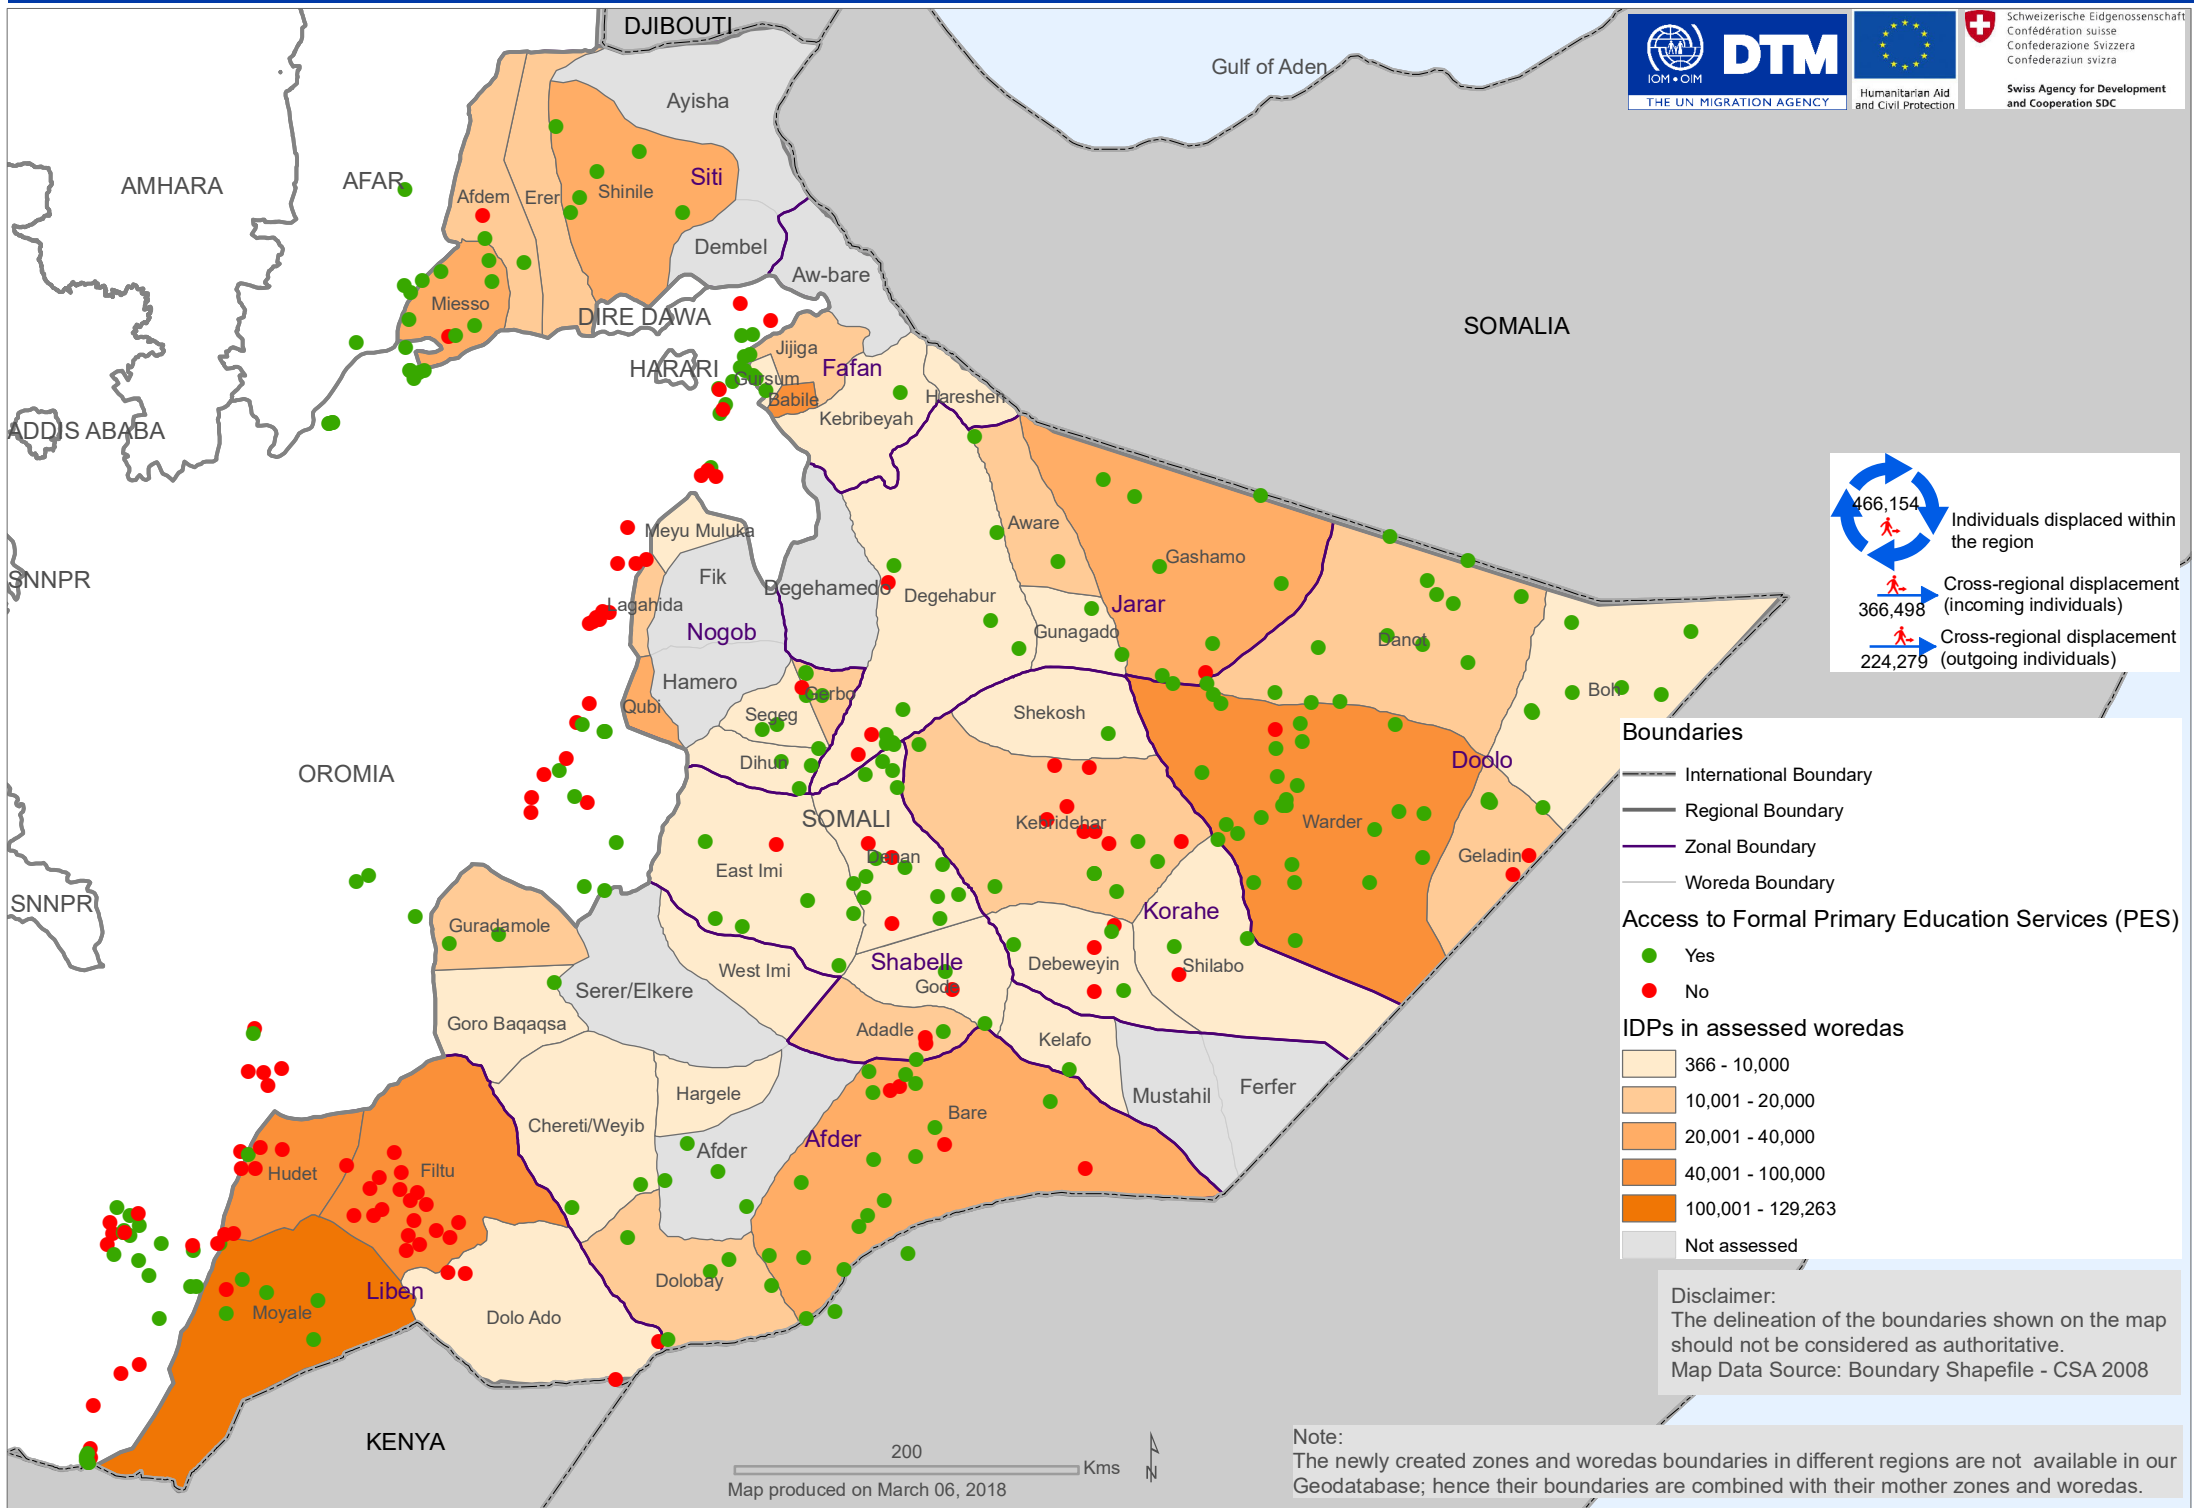 DJIBOUTI
Gulf of Aden
IOM • OIM
DTM
THE UN MIGRATION AGENCY
Humanitarian Aid
and Civil Protection
Schweizerische Eidgenossenschaft
Confédération suisse
Confederazione Svizzera
Confederaziun svizra
Swiss Agency for Development
and Cooperation SDC
Ayisha
AMHARA
AFAR
Siti
Afdem
Erer
Shinile
Dembel
Aw-bare
Miesso
DIRE DAWA
SOMALIA
HARARI
Jijiga
Fafan
Gursum
Babile
Hareshen
Kebribeyah
ADDIS ABABA
466,154
Individuals displaced within
the region
Cross-regional displacement
(incoming individuals)
366,498
Cross-regional displacement
(outgoing individuals)
224,279
Meyu Muluka
Aware
Gashamo
SNNPR
Fik
Degehamedo
Degehabur
Lagahida
Jarar
Nogob
Gunagado
Danot
Hamero
Gerbo
Boh
Qubi
Segeg
Shekosh
Dihun
Doolo
OROMIA
SOMALI
Kebridehar
Warder
Denan
Geladin
East Imi
SNNPR
Korahe
Guradamole
Shabelle
West Imi
Debeweyin
Shilabo
Gode
Serer/Elkere
Goro Baqaqsa
Adadle
Kelafo
Mustahil
Ferfer
Hargele
Bare
Chereti/Weyib
Afder
Afder
Hudet
Filtu
Dolobay
Liben
Moyale
Dolo Ado
KENYA
Boundaries
International Boundary
Regional Boundary
Zonal Boundary
Woreda Boundary
Access to Formal Primary Education Services (PES)
Yes
No
IDPs in assessed woredas
366 - 10,000
10,001 - 20,000
20,001 - 40,000
40,001 - 100,000
100,001 - 129,263
Not assessed
Disclaimer:
The delineation of the boundaries shown on the map
should not be considered as authoritative.
Map Data Source: Boundary Shapefile - CSA 2008
200
Kms
N
Map produced on March 06, 2018
Note:
The newly created zones and woredas boundaries in different regions are not available in our
Geodatabase; hence their boundaries are combined with their mother zones and woredas.